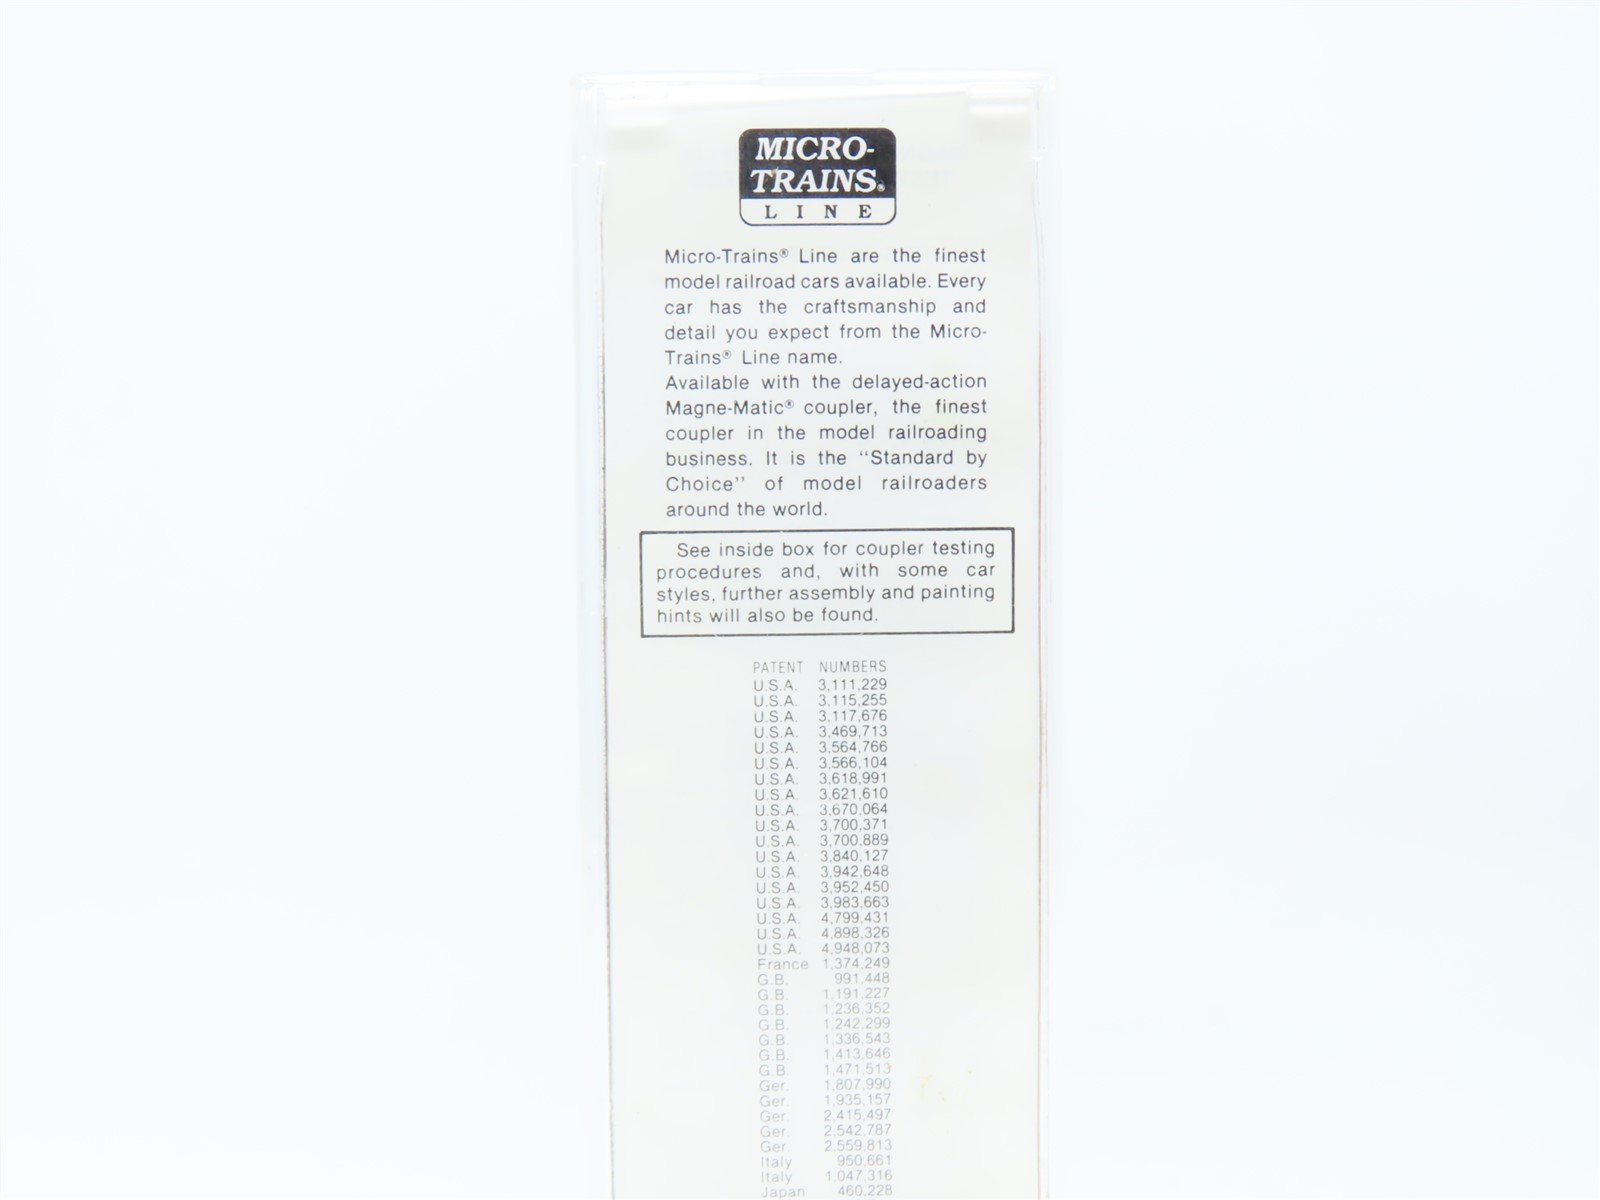 MICRO-
TRAINS®
LINE
Micro-Trains® Line are the finest
model railroad cars available. Every
car has the craftsmanship and
detail you expect from the Micro-
Trains® Line name.
Available with the delayed-action
Magne-Matic® coupler, the finest
coupler in the model railroading
business. It is the "Standard by
Choice" of model railroaders
around the world.
See inside box for coupler testing
procedures and, with some car
styles, further assembly and painting
hints will also be found.
PATENT NUMBERS
U.S.A. 3,111,229
U.S.A. 3,115,255
U.S.A. 3,117,676
U.S.A. 3,469,713
U.S.A. 3,564,766
U.S.A. 3,566,104
U.S.A. 3,618,991
U.S.A. 3,621,610
U.S.A. 3,670,064
U.S.A. 3,700,371
U.S.A. 3,700,889
U.S.A. 3,840,127
U.S.A. 3,942,648
U.S.A. 3,952,450
U.S.A. 3,983,663
U.S.A. 4,799,431
U.S.A. 4,898,326
U.S.A. 4,948,073
France 1,374,249
G.B. 991,448
G.B. 1,191,227
G.B. 1,236,352
G.B. 1,242,299
G.B. 1,336,543
G.B. 1,413,646
G.B. 1,471,513
Ger. 1,807,990
Ger. 1,935,157
Ger. 2,415,497
Ger. 2,542,787
Ger. 2,559,813
Italy 950,661
Italy 1,047,316
Japan 460,228